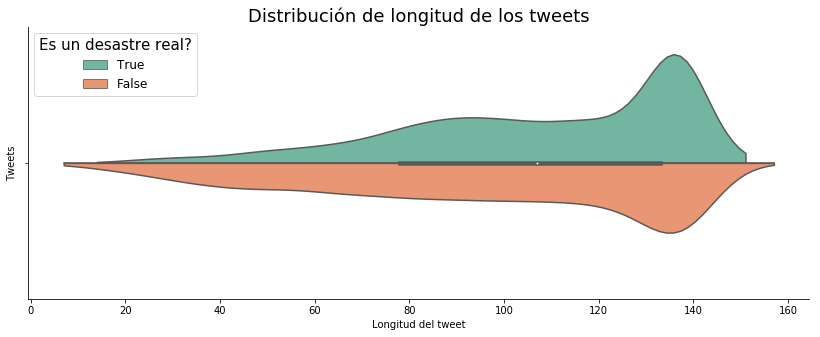 Distribución de longitud de los tweets
Es un desastre real?
True
False
Tweets
0 20 40 60 80 100 120 140 160
Longitud del tweet